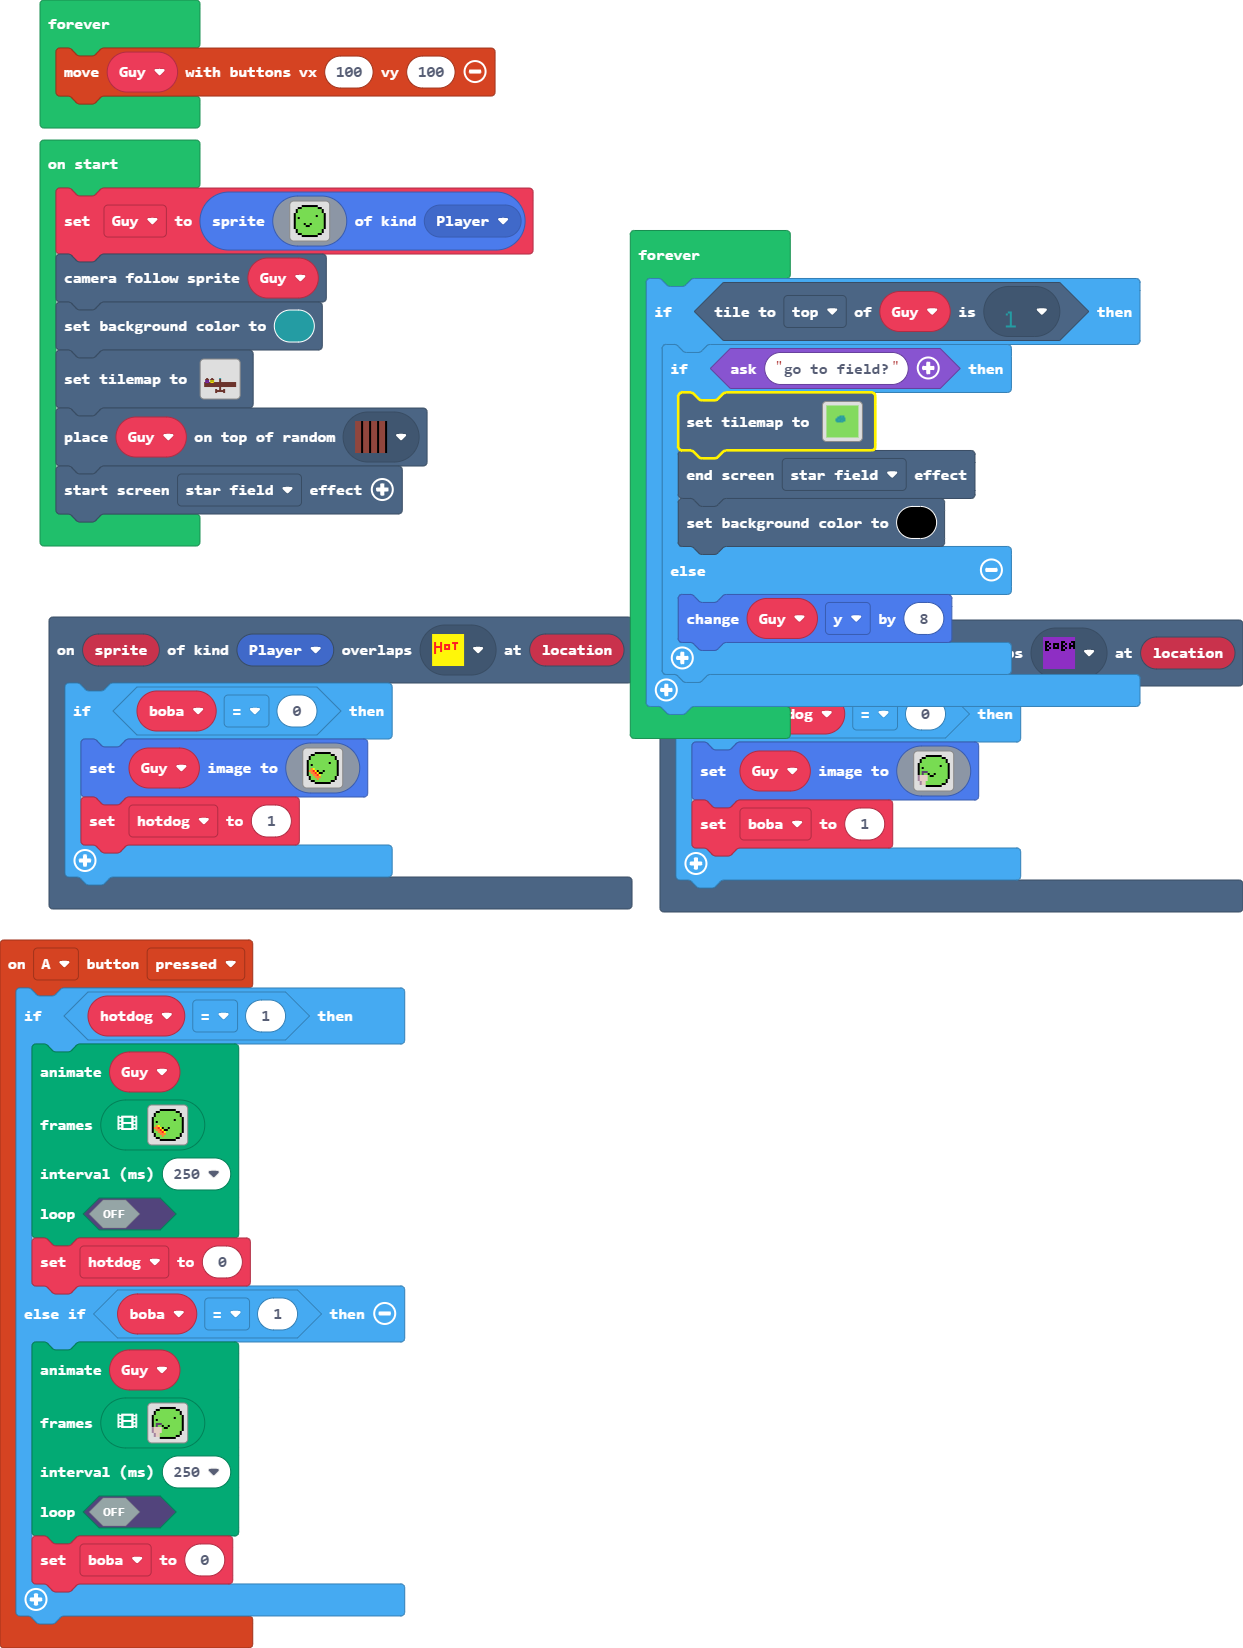 forever
move Guy with buttons vx 100 vy 100
on start
set Guy to sprite of kind Player
camera follow sprite Guy
set background color to
set tilemap to
place Guy on top of random
start screen star field effect
forever
if tile to top of Guy is 1 then
if ask "go to field?" then
set tilemap to
end screen star field effect
set background color to
else
change Guy y by 8
on sprite of kind Player overlaps HOT at location
if boba = 0 then
set Guy image to
set hotdog to 1
BOBA at location
= 0 then
set Guy image to
set boba to 1
on A button pressed
if hotdog = 1 then
animate Guy
frames
interval (ms) 250
loop OFF
set hotdog to 0
else if boba = 1 then
animate Guy
frames
interval (ms) 250
loop OFF
set boba to 0